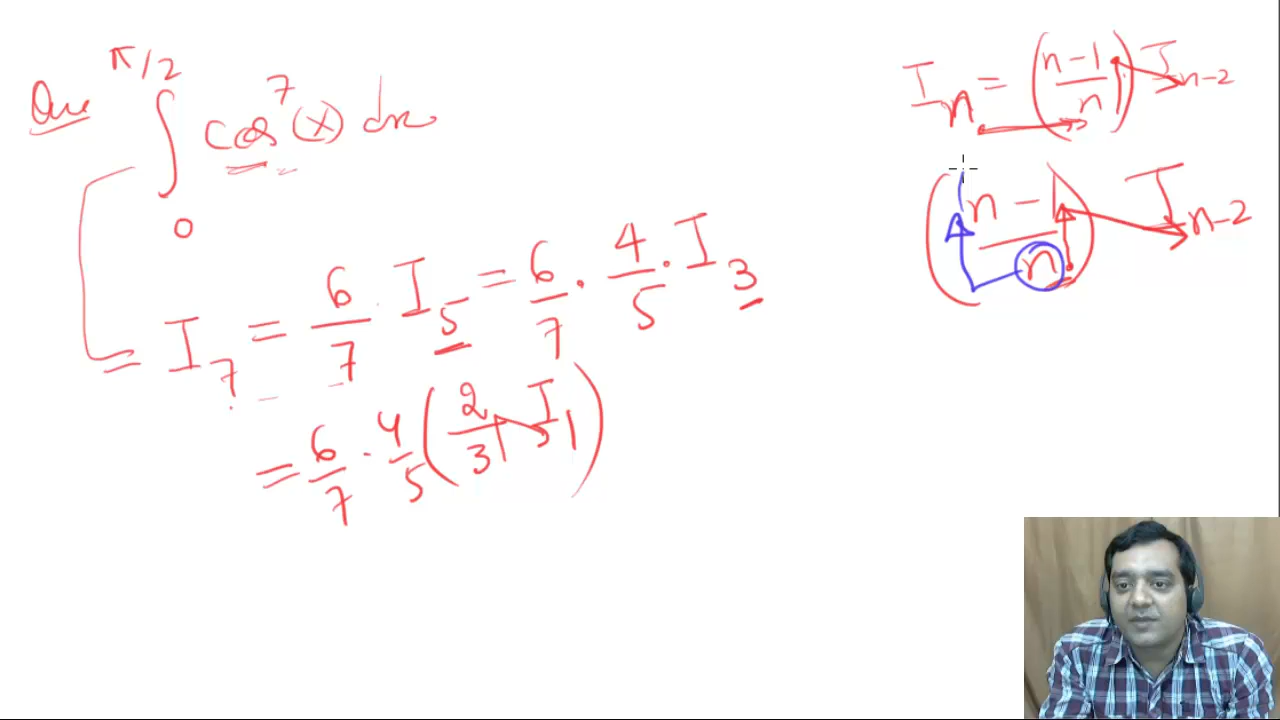 Que ∫₀^{π/2} cos⁷(x) dx
= I₇ = 6/7 · I₅ = 6/7 · 4/5 · I₃
= 6/7 · 4/5 (2/3 I₁)
Iₙ = ((n-1)/n) Iₙ₋₂
((n-1)/n) Iₙ₋₂